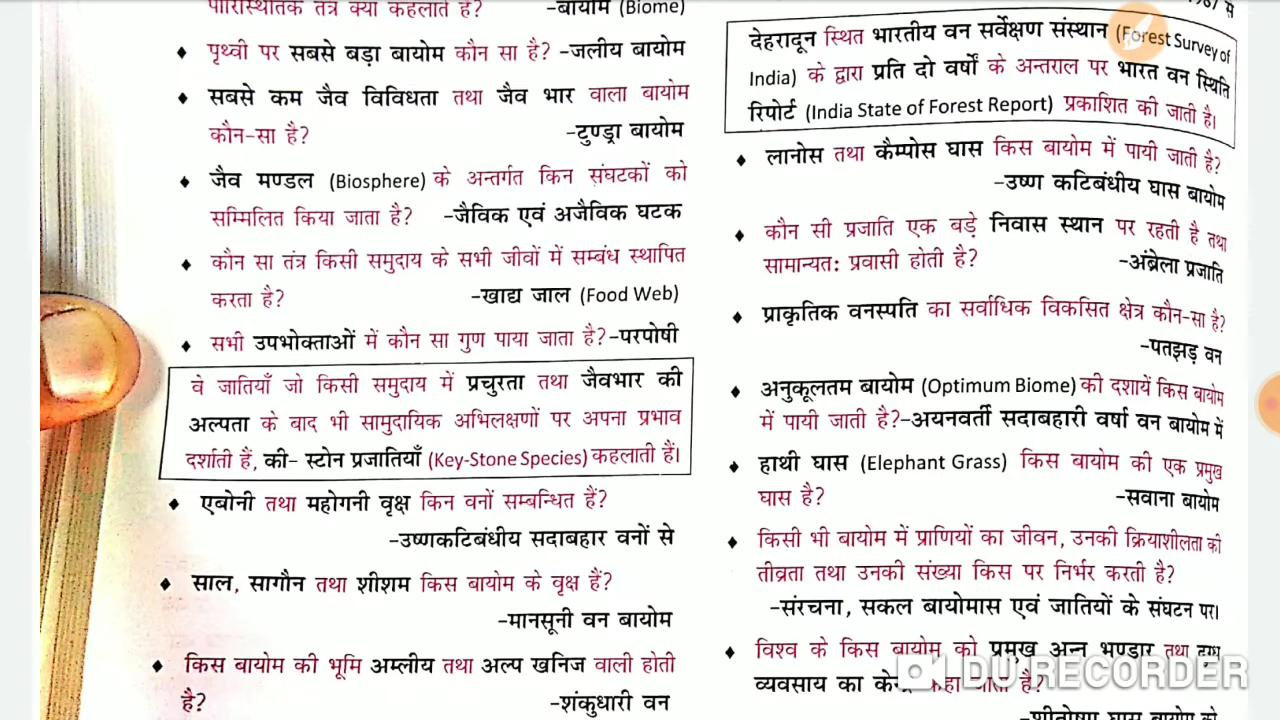 पारिस्थितिक तंत्र क्या कहलाते हैं? -बायोम (Biome)
♦ पृथ्वी पर सबसे बड़ा बायोम कौन सा है? -जलीय बायोम
♦ सबसे कम जैव विविधता तथा जैव भार वाला बायोम
कौन-सा है? -टुण्ड्रा बायोम
♦ जैव मण्डल (Biosphere) के अन्तर्गत किन संघटकों को
सम्मिलित किया जाता है? -जैविक एवं अजैविक घटक
♦ कौन सा तंत्र किसी समुदाय के सभी जीवों में सम्बंध स्थापित
करता है? -खाद्य जाल (Food Web)
♦ सभी उपभोक्ताओं में कौन सा गुण पाया जाता है?-परपोषी
वे जातियाँ जो किसी समुदाय में प्रचुरता तथा जैवभार की
अल्पता के बाद भी सामुदायिक अभिलक्षणों पर अपना प्रभाव
दर्शाती हैं, की- स्टोन प्रजातियाँ (Key-Stone Species) कहलाती हैं।
♦ एबोनी तथा महोगनी वृक्ष किन वनों सम्बन्धित हैं?
-उष्णकटिबंधीय सदाबहार वनों से
♦ साल, सागौन तथा शीशम किस बायोम के वृक्ष हैं?
-मानसूनी वन बायोम
♦ किस बायोम की भूमि अम्लीय तथा अल्प खनिज वाली होती
है? -शंकुधारी वन
1987 से
देहरादून स्थित भारतीय वन सर्वेक्षण संस्थान (Forest Survey of
India) के द्वारा प्रति दो वर्षों के अन्तराल पर भारत वन स्थिति
रिपोर्ट (India State of Forest Report) प्रकाशित की जाती है।
♦ लानोस तथा कैम्पोस घास किस बायोम में पायी जाती है?
-उष्ण कटिबंधीय घास बायोम
♦ कौन सी प्रजाति एक बड़े निवास स्थान पर रहती है तथा
सामान्यत: प्रवासी होती है? -अंब्रेला प्रजाति
♦ प्राकृतिक वनस्पति का सर्वाधिक विकसित क्षेत्र कौन-सा है?
-पतझड़ वन
♦ अनुकूलतम बायोम (Optimum Biome) की दशायें किस बायोम
में पायी जाती है?-अयनवर्ती सदाबहारी वर्षा वन बायोम में
♦ हाथी घास (Elephant Grass) किस बायोम की एक प्रमुख
घास है? -सवाना बायोम
♦ किसी भी बायोम में प्राणियों का जीवन, उनकी क्रियाशीलता की
तीव्रता तथा उनकी संख्या किस पर निर्भर करती है?
-संरचना, सकल बायोमास एवं जातियों के संघटन पर।
♦ विश्व के किस बायोम को प्रमुख अन्न भण्डार तथा दुग्ध
व्यवसाय का केन्द्र कहा जाता है?
-शीतोष्ण घास बायोम को
DU RECORDER